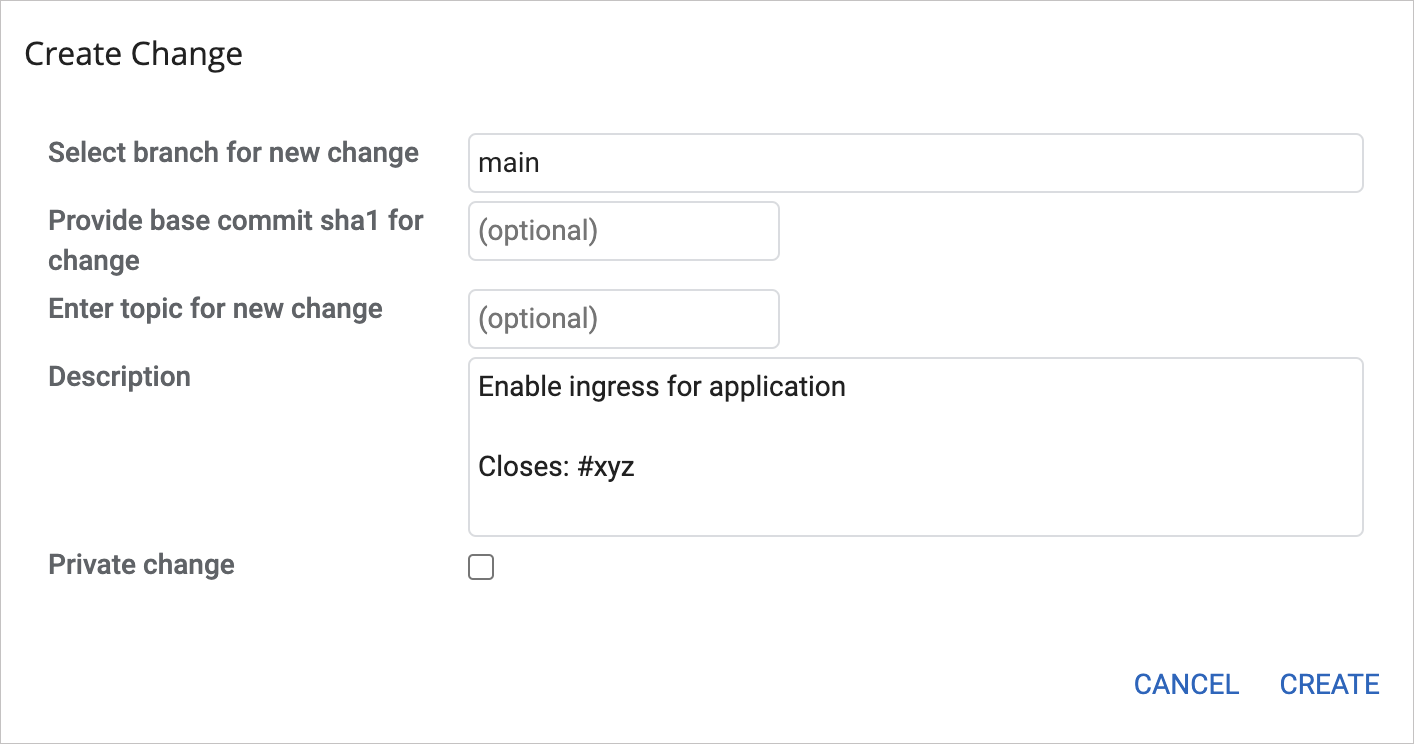 Create Change
Select branch for new change
main
Provide base commit sha1 for
change
(optional)
Enter topic for new change
(optional)
Description
Enable ingress for application
Closes: #xyz
Private change
CANCEL
CREATE